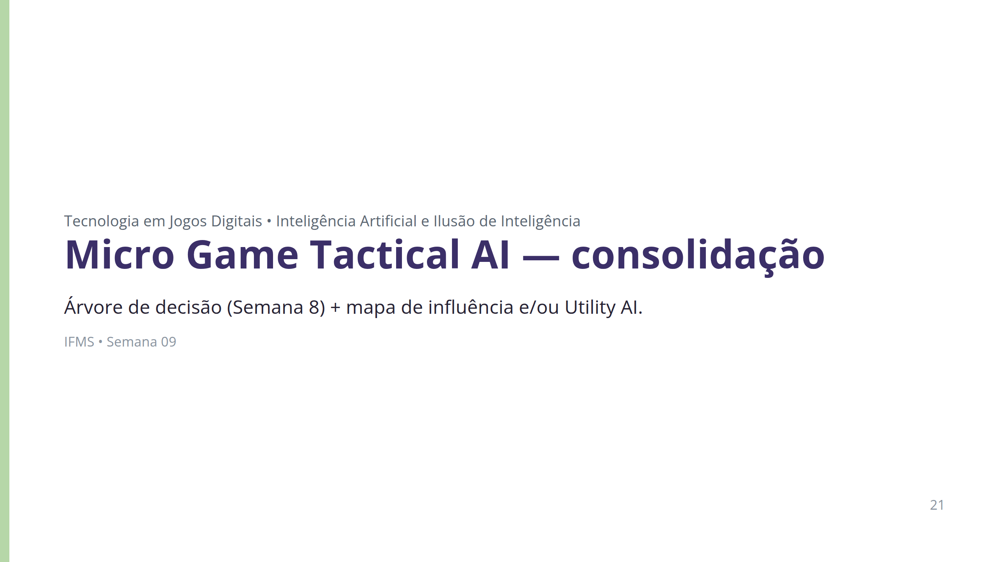 Tecnologia em Jogos Digitais • Inteligência Artificial e Ilusão de Inteligência
Micro Game Tactical AI — consolidação
Árvore de decisão (Semana 8) + mapa de influência e/ou Utility AI.
IFMS • Semana 09
21